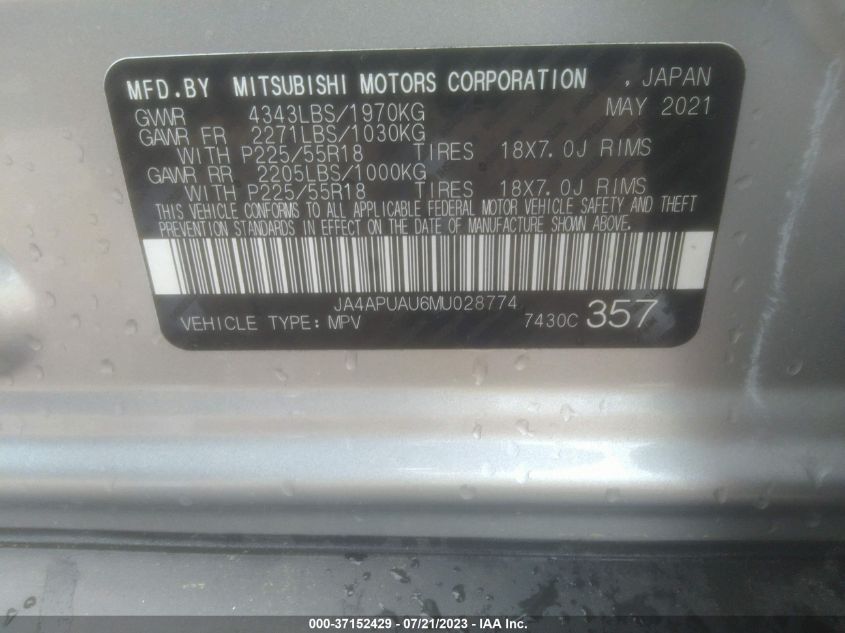 MFD.BY MITSUBISHI MOTORS CORPORATION , JAPAN
GVWR 4343LBS/1970KG MAY 2021
GAWR FR 2271LBS/1030KG
WITH P225/55R18 TIRES 18X7.0J RIMS
GAWR RR 2205LBS/1000KG
WITH P225/55R18 TIRES 18X7.0J RIMS
THIS VEHICLE CONFORMS TO ALL APPLICABLE FEDERAL MOTOR VEHICLE SAFETY AND THEFT
PREVENTION STANDARDS IN EFFECT ON THE DATE OF MANUFACTURE SHOWN ABOVE.
JA4APUAU6MU028774
VEHICLE TYPE: MPV 7430C 357
000-37152429 - 07/21/2023 - IAA Inc.